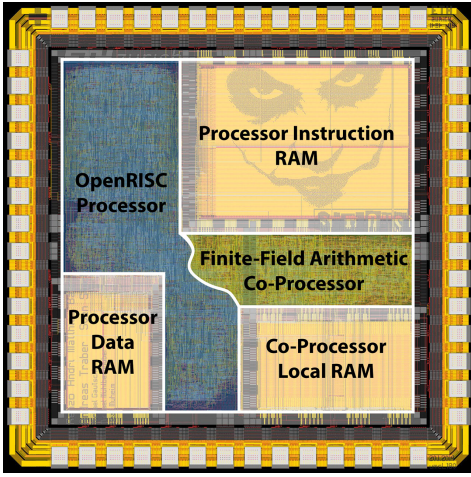 Processor Instruction
RAM
OpenRISC
Processor
Finite-Field Arithmetic
Co-Processor
Processor
Data
RAM
Co-Processor
Local RAM